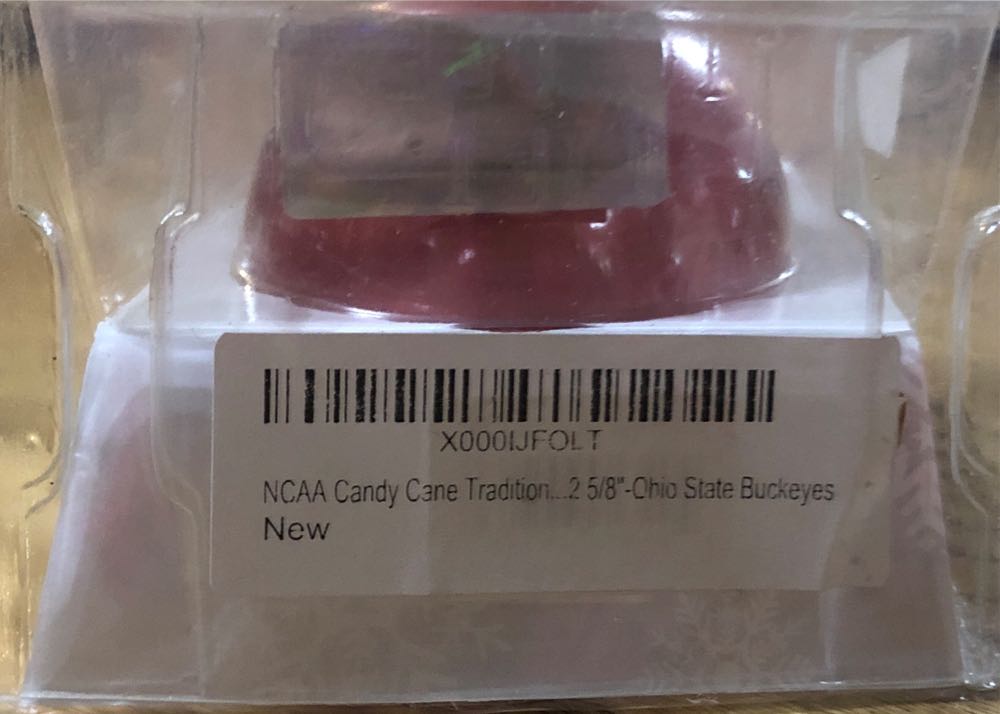 X000IJFOLT
NCAA Candy Cane Tradition...2 5/8"-Ohio State Buckeyes
New